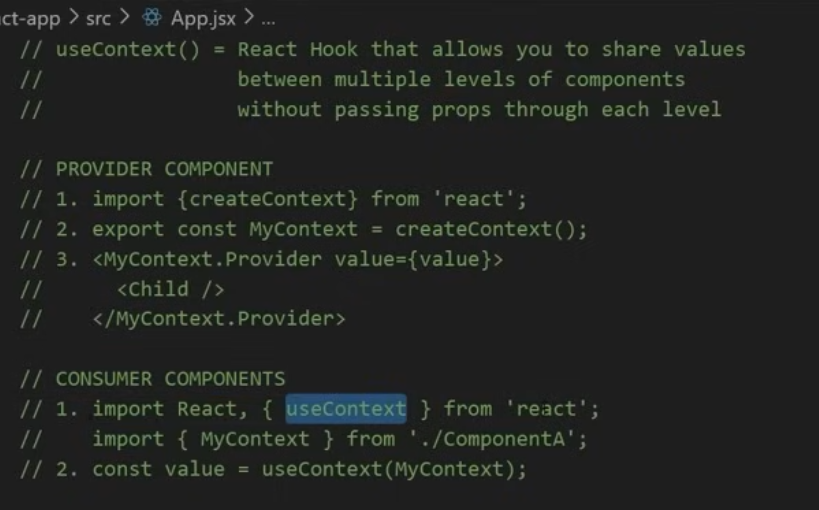 ct-app > src > App.jsx > ...
// useContext() = React Hook that allows you to share values
//                between multiple levels of components
//                without passing props through each level
// PROVIDER COMPONENT
// 1. import {createContext} from 'react';
// 2. export const MyContext = createContext();
// 3. <MyContext.Provider value={value}>
//      <Child />
//    </MyContext.Provider>
// CONSUMER COMPONENTS
// 1. import React, { useContext } from 'react';
//    import { MyContext } from './ComponentA';
// 2. const value = useContext(MyContext);